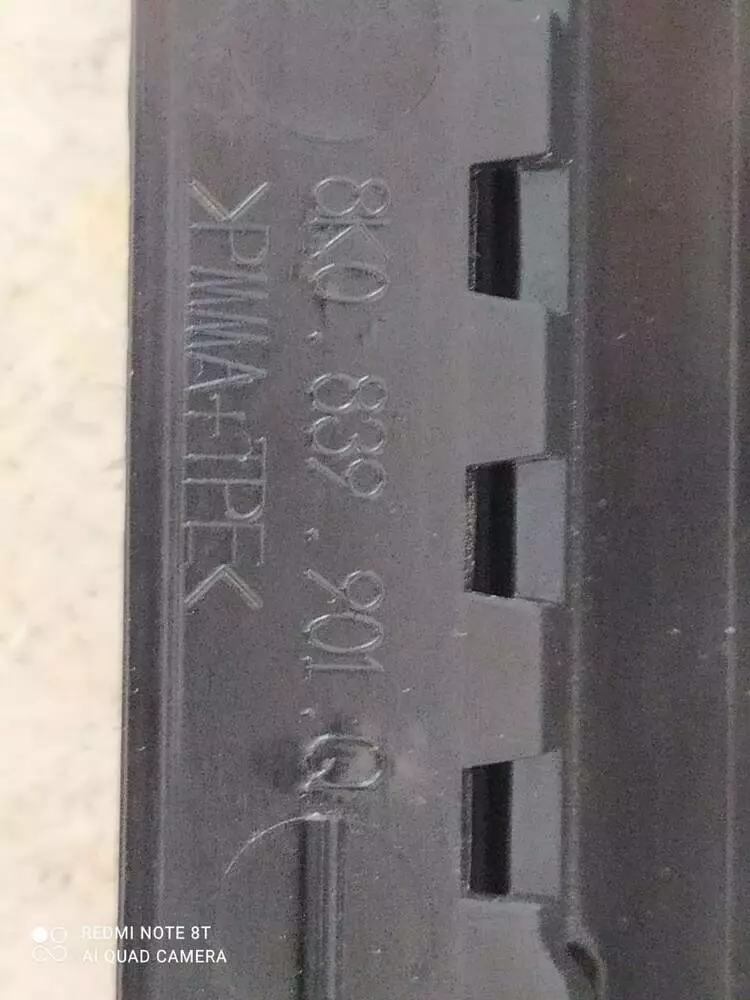 8K0.839.901.Q
>PMMA+TPE<
REDMI NOTE 8T
AI QUAD CAMERA